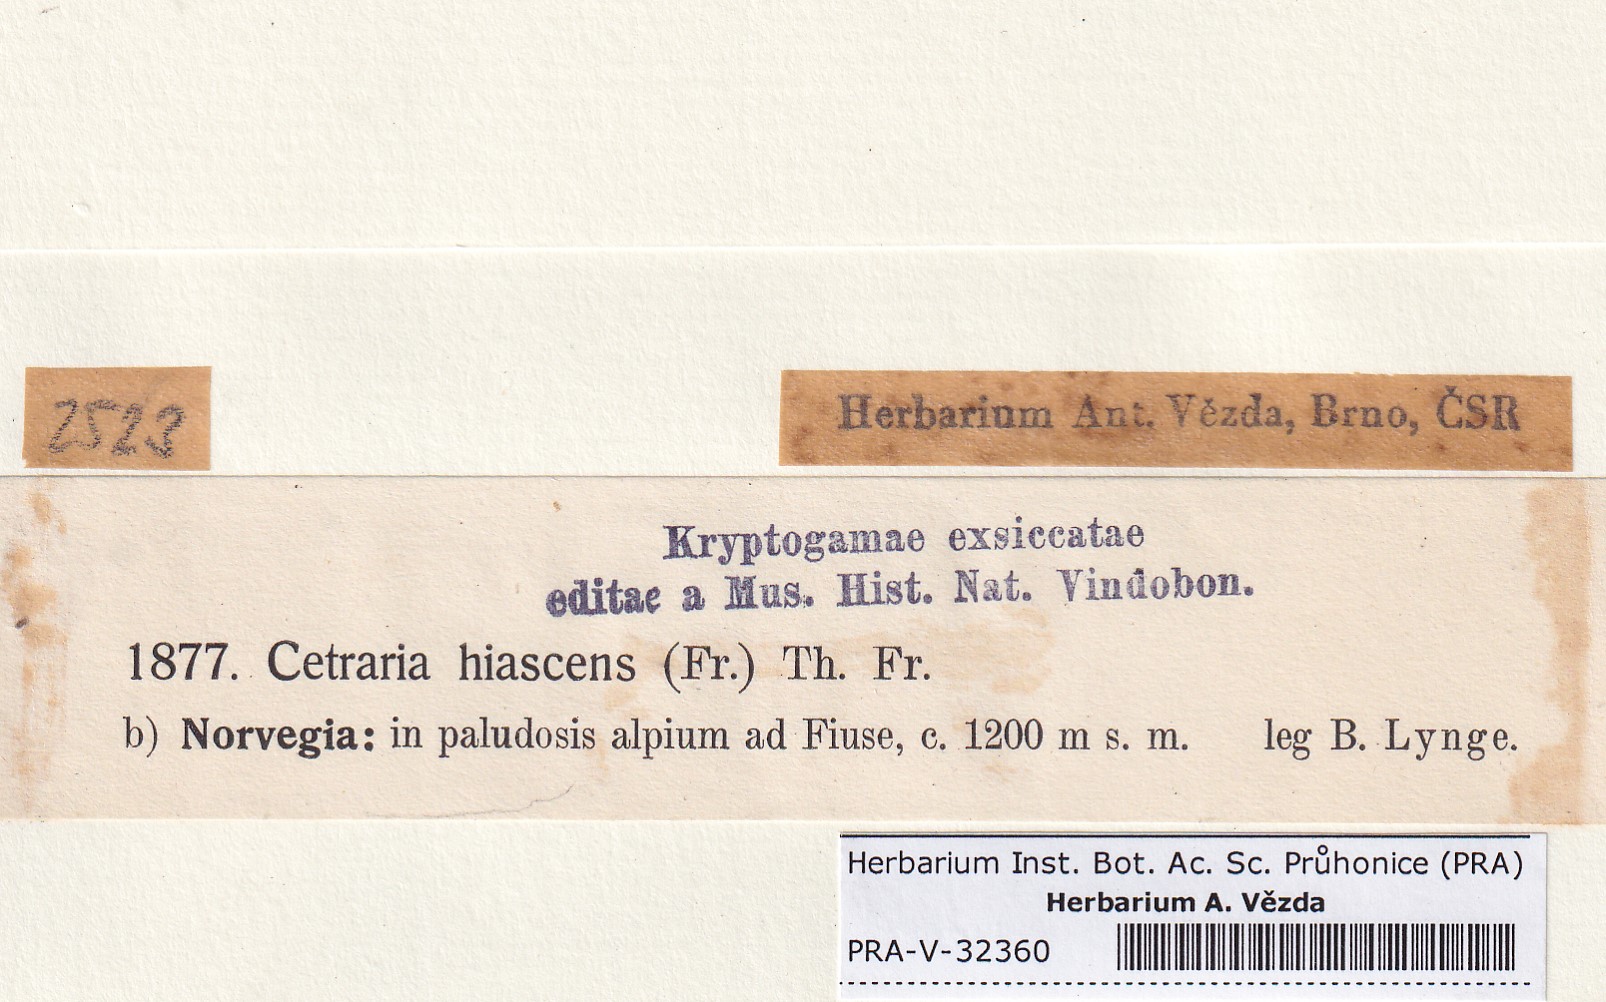 2523
Herbarium Ant. Vězda, Brno, ČSR
Kryptogamae exsiccatae
editae a Mus. Hist. Nat. Vindobon.
1877. Cetraria hiascens (Fr.) Th. Fr.
b) Norvegia: in paludosis alpium ad Fiuse, c. 1200 m s. m. leg B. Lynge.
Herbarium Inst. Bot. Ac. Sc. Průhonice (PRA)
Herbarium A. Vězda
PRA-V-32360